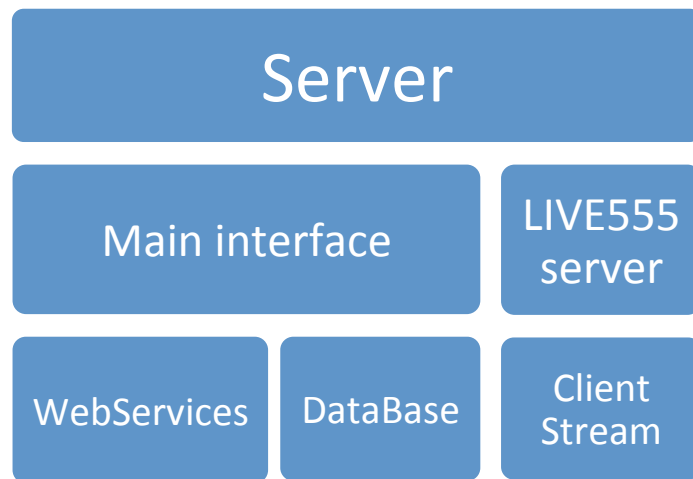 Server
Main interface
LIVE555
server
WebServices
DataBase
Client
Stream